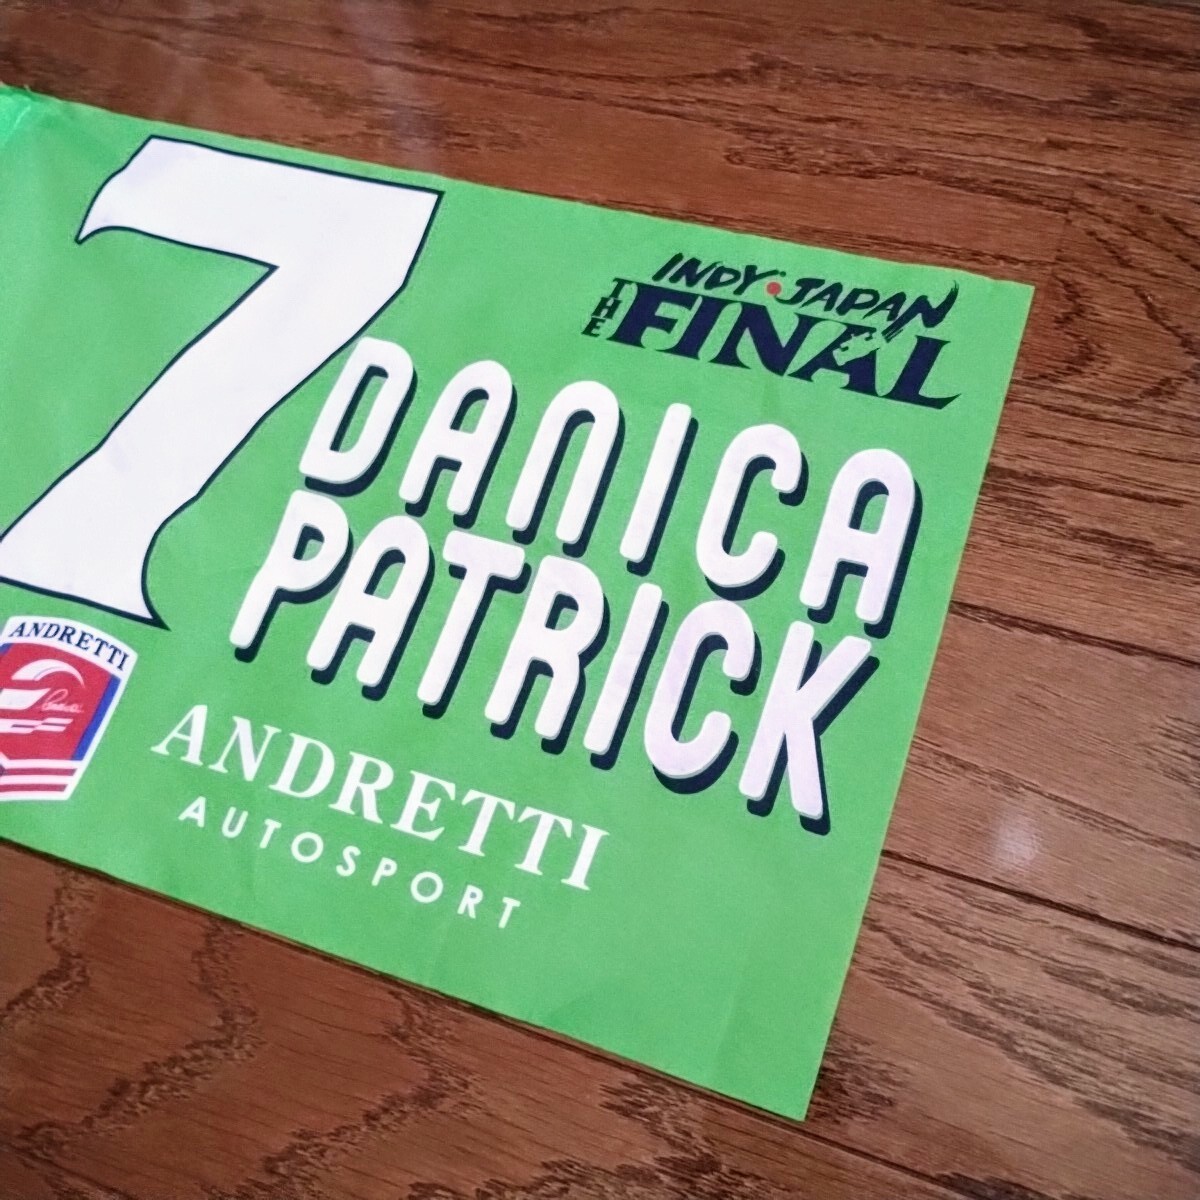 7
INDY·JAPAN
THE FINAL
DANICA
PATRICK
ANDRETTI
ANDRETTI
AUTOSPORT